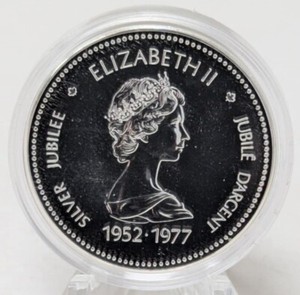 ELIZABETH II
SILVER JUBILEE
JUBILÉ D'ARGENT
1952·1977